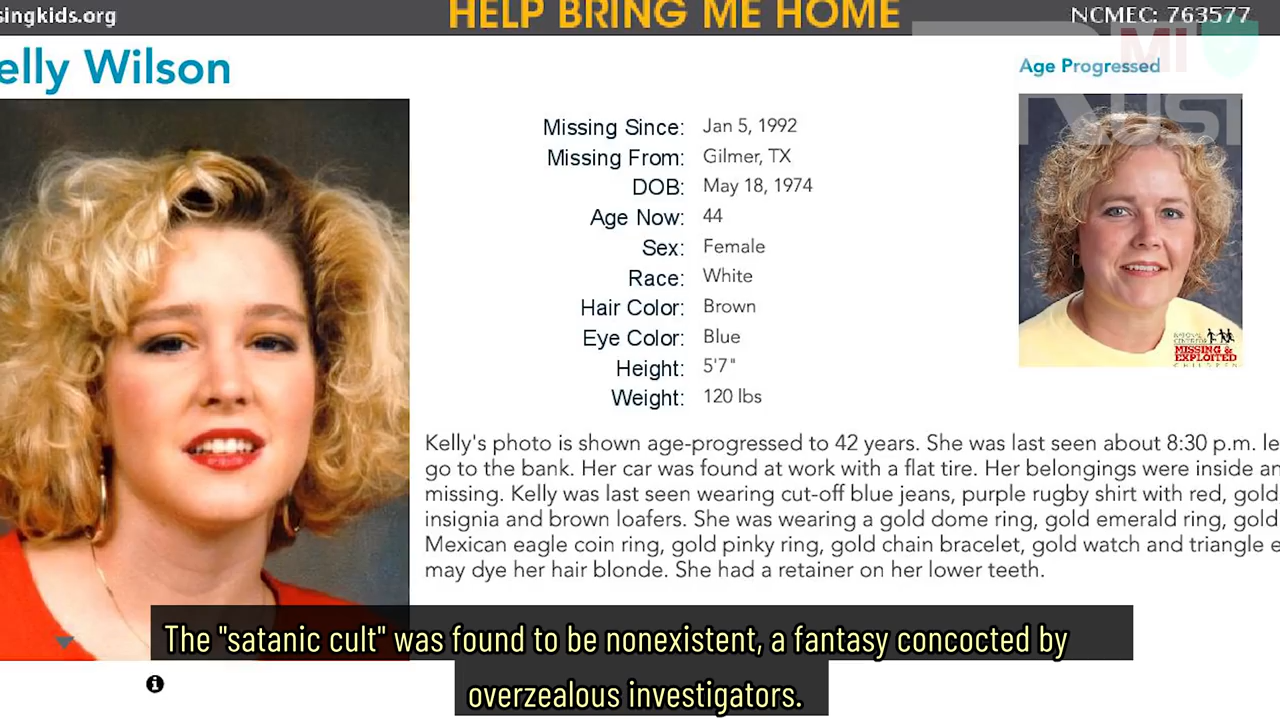 singkids.org
HELP BRING ME HOME
NCMEC: 763577
elly Wilson
Age Progressed
MI
Missing Since: Jan 5, 1992
Missing From: Gilmer, TX
DOB: May 18, 1974
Age Now: 44
Sex: Female
Race: White
Hair Color: Brown
Eye Color: Blue
Height: 5'7"
Weight: 120 lbs
NATIONAL
CENTER FOR
MISSING &
EXPLOITED
CHILDREN
Kelly's photo is shown age-progressed to 42 years. She was last seen about 8:30 p.m. le
go to the bank. Her car was found at work with a flat tire. Her belongings were inside an
missing. Kelly was last seen wearing cut-off blue jeans, purple rugby shirt with red, gold
insignia and brown loafers. She was wearing a gold dome ring, gold emerald ring, gold
Mexican eagle coin ring, gold pinky ring, gold chain bracelet, gold watch and triangle e
may dye her hair blonde. She had a retainer on her lower teeth.
The "satanic cult" was found to be nonexistent, a fantasy concocted by
overzealous investigators.